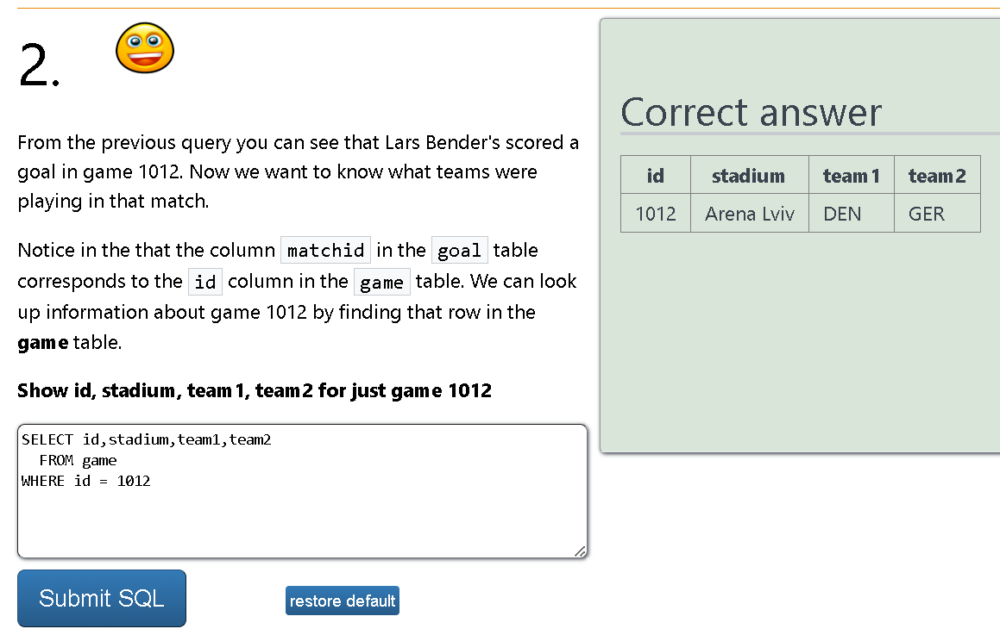 2.
From the previous query you can see that Lars Bender's scored a
goal in game 1012. Now we want to know what teams were
playing in that match.
Notice in the that the column matchid in the goal table
corresponds to the id column in the game table. We can look
up information about game 1012 by finding that row in the
game table.
Show id, stadium, team1, team2 for just game 1012
SELECT id,stadium,team1,team2
  FROM game
WHERE id = 1012
Submit SQL
restore default
Correct answer
id stadium team1 team2
1012 Arena Lviv DEN GER